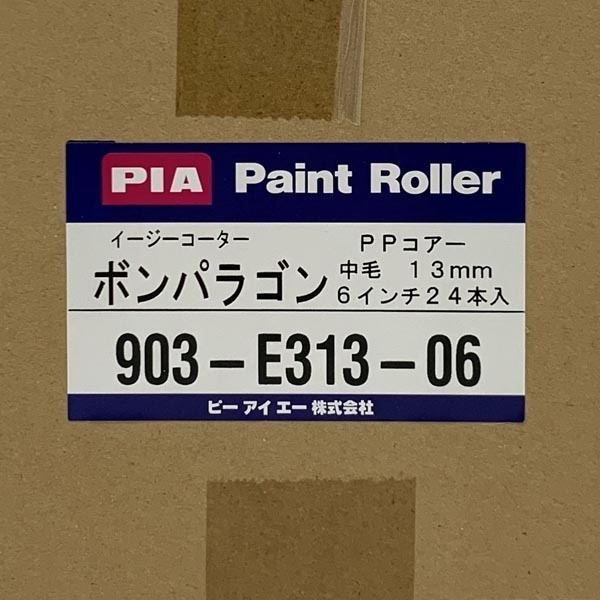 PIA Paint Roller
イージーコーター
ボンパラゴン
ＰＰコアー
中毛　１３mm
６インチ２４本入
903-E313-06
ピー アイ エー 株式会社